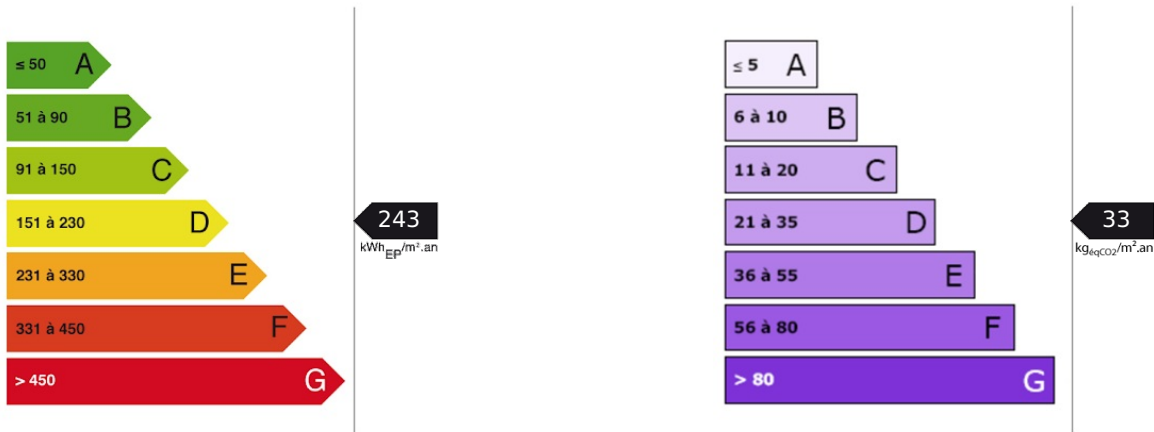 ≤ 50 A
51 à 90 B
91 à 150 C
151 à 230 D
231 à 330 E
331 à 450 F
> 450 G
243
kWhEP/m².an
≤ 5 A
6 à 10 B
11 à 20 C
21 à 35 D
36 à 55 E
56 à 80 F
> 80 G
33
kgéqCO2/m².an